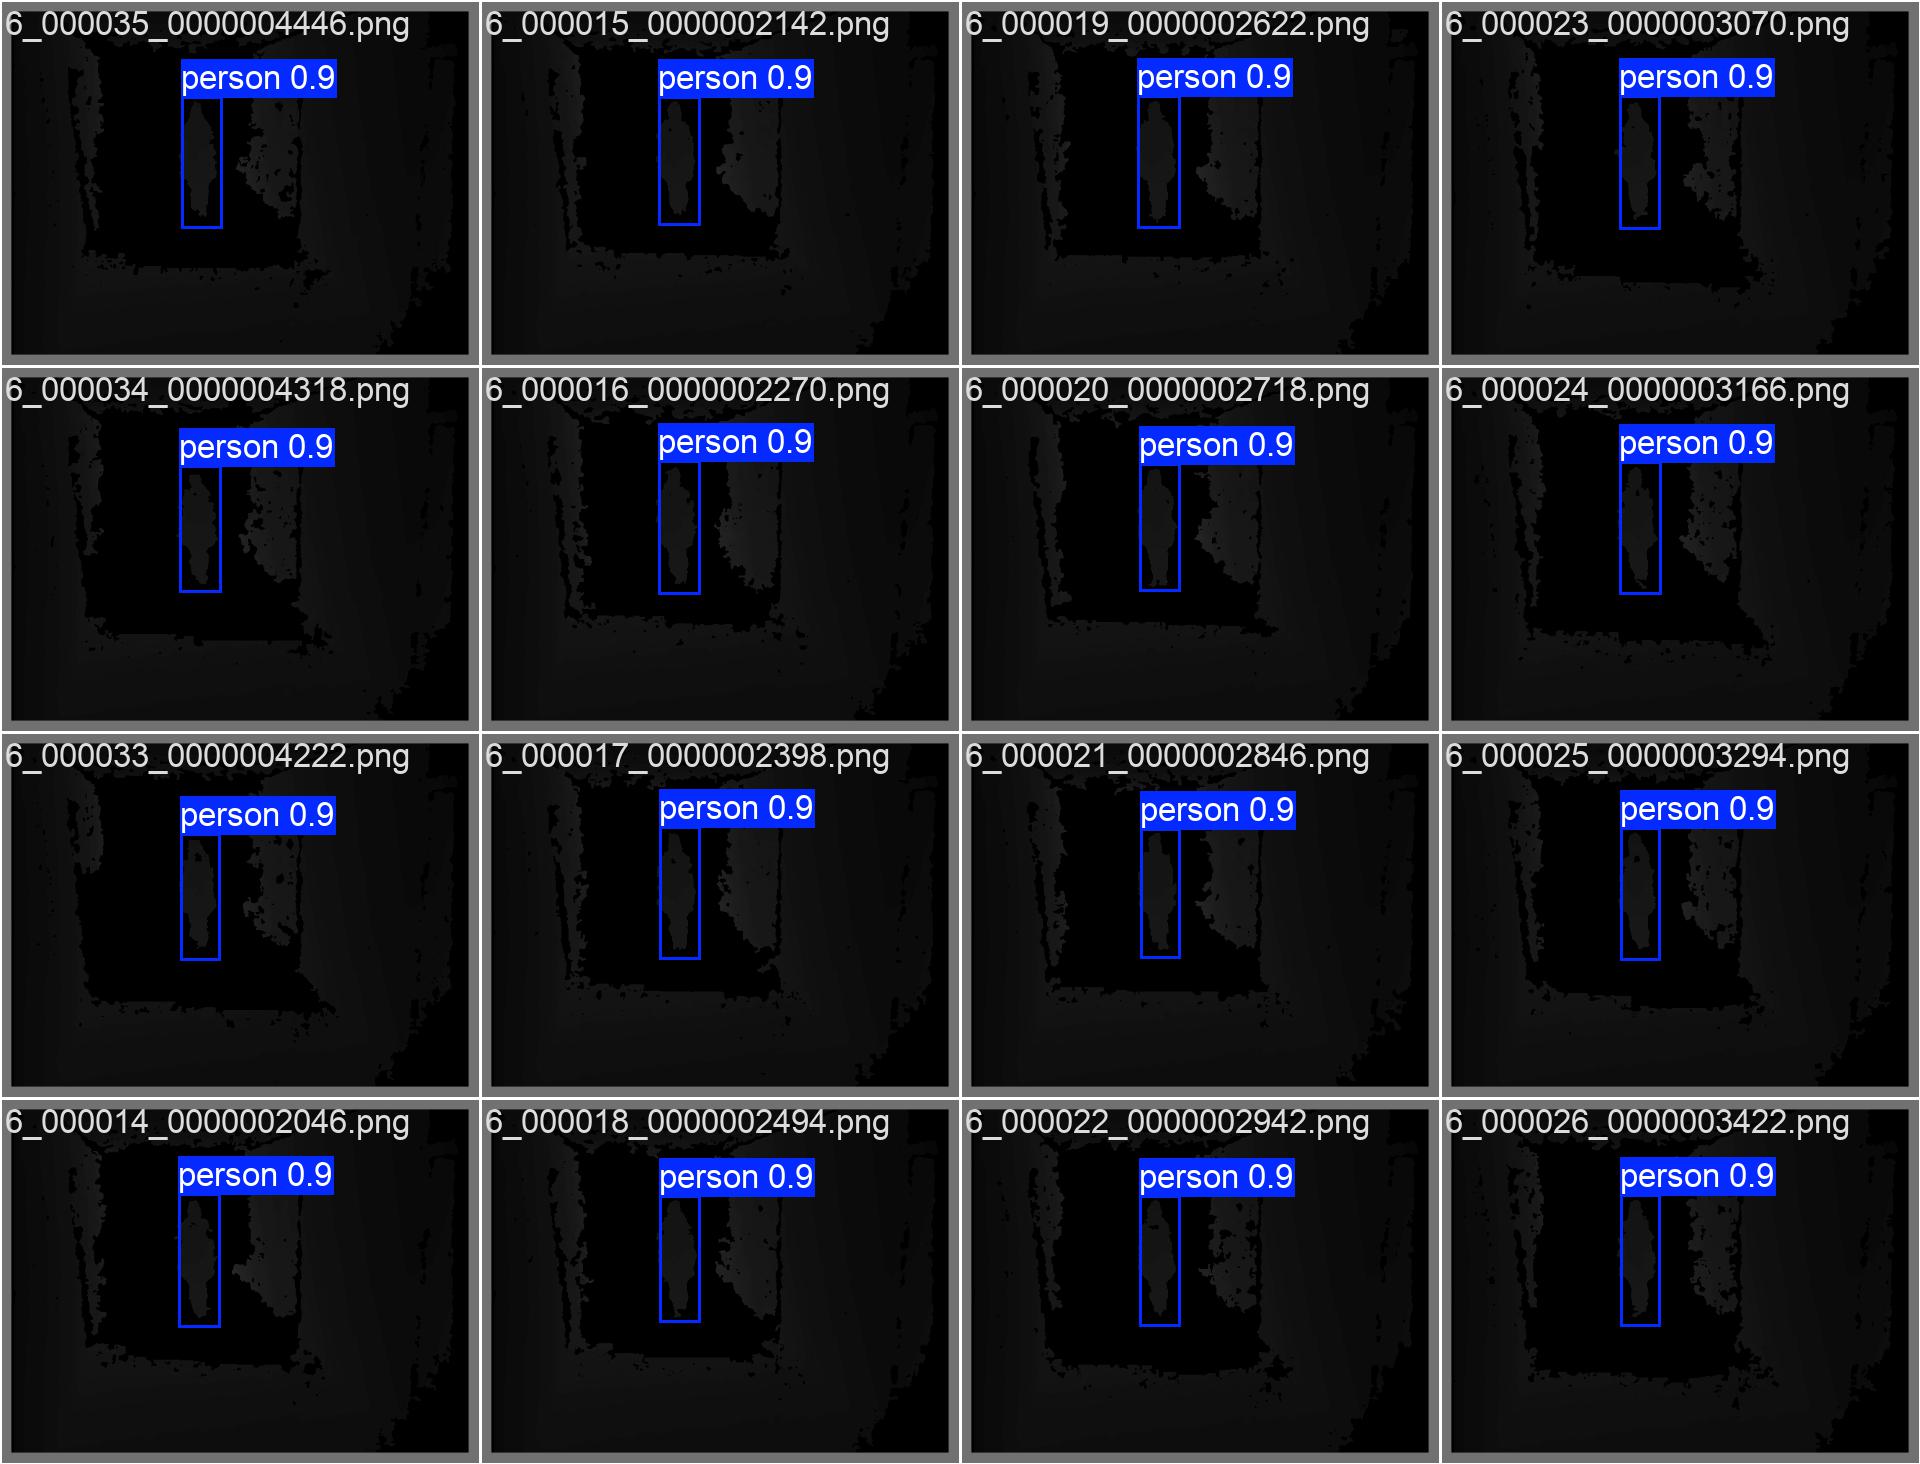 6_000035_0000004446.png
person 0.9
6_000015_0000002142.png
person 0.9
6_000019_0000002622.png
person 0.9
6_000023_0000003070.png
person 0.9
6_000034_0000004318.png
person 0.9
6_000016_0000002270.png
person 0.9
6_000020_0000002718.png
person 0.9
6_000024_0000003166.png
person 0.9
6_000033_0000004222.png
person 0.9
6_000017_0000002398.png
person 0.9
6_000021_0000002846.png
person 0.9
6_000025_0000003294.png
person 0.9
6_000014_0000002046.png
person 0.9
6_000018_0000002494.png
person 0.9
6_000022_0000002942.png
person 0.9
6_000026_0000003422.png
person 0.9